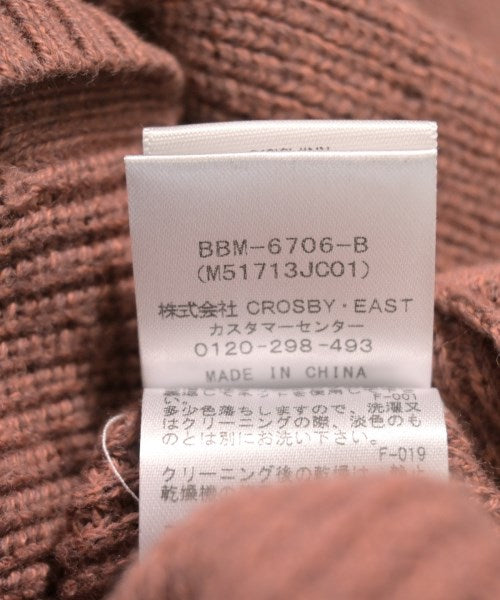 BBM-6706-B
(M51713JC01)
株式会社 CROSBY・EAST
カスタマーセンター
0120-298-493
MADE IN CHINA
い。
F-001
多少色落ちしますので、洗濯又
はクリーニングの際、淡色のも
のとは別にお洗い下さい。
F-019
クリーニング後の乾燥は
乾燥機の